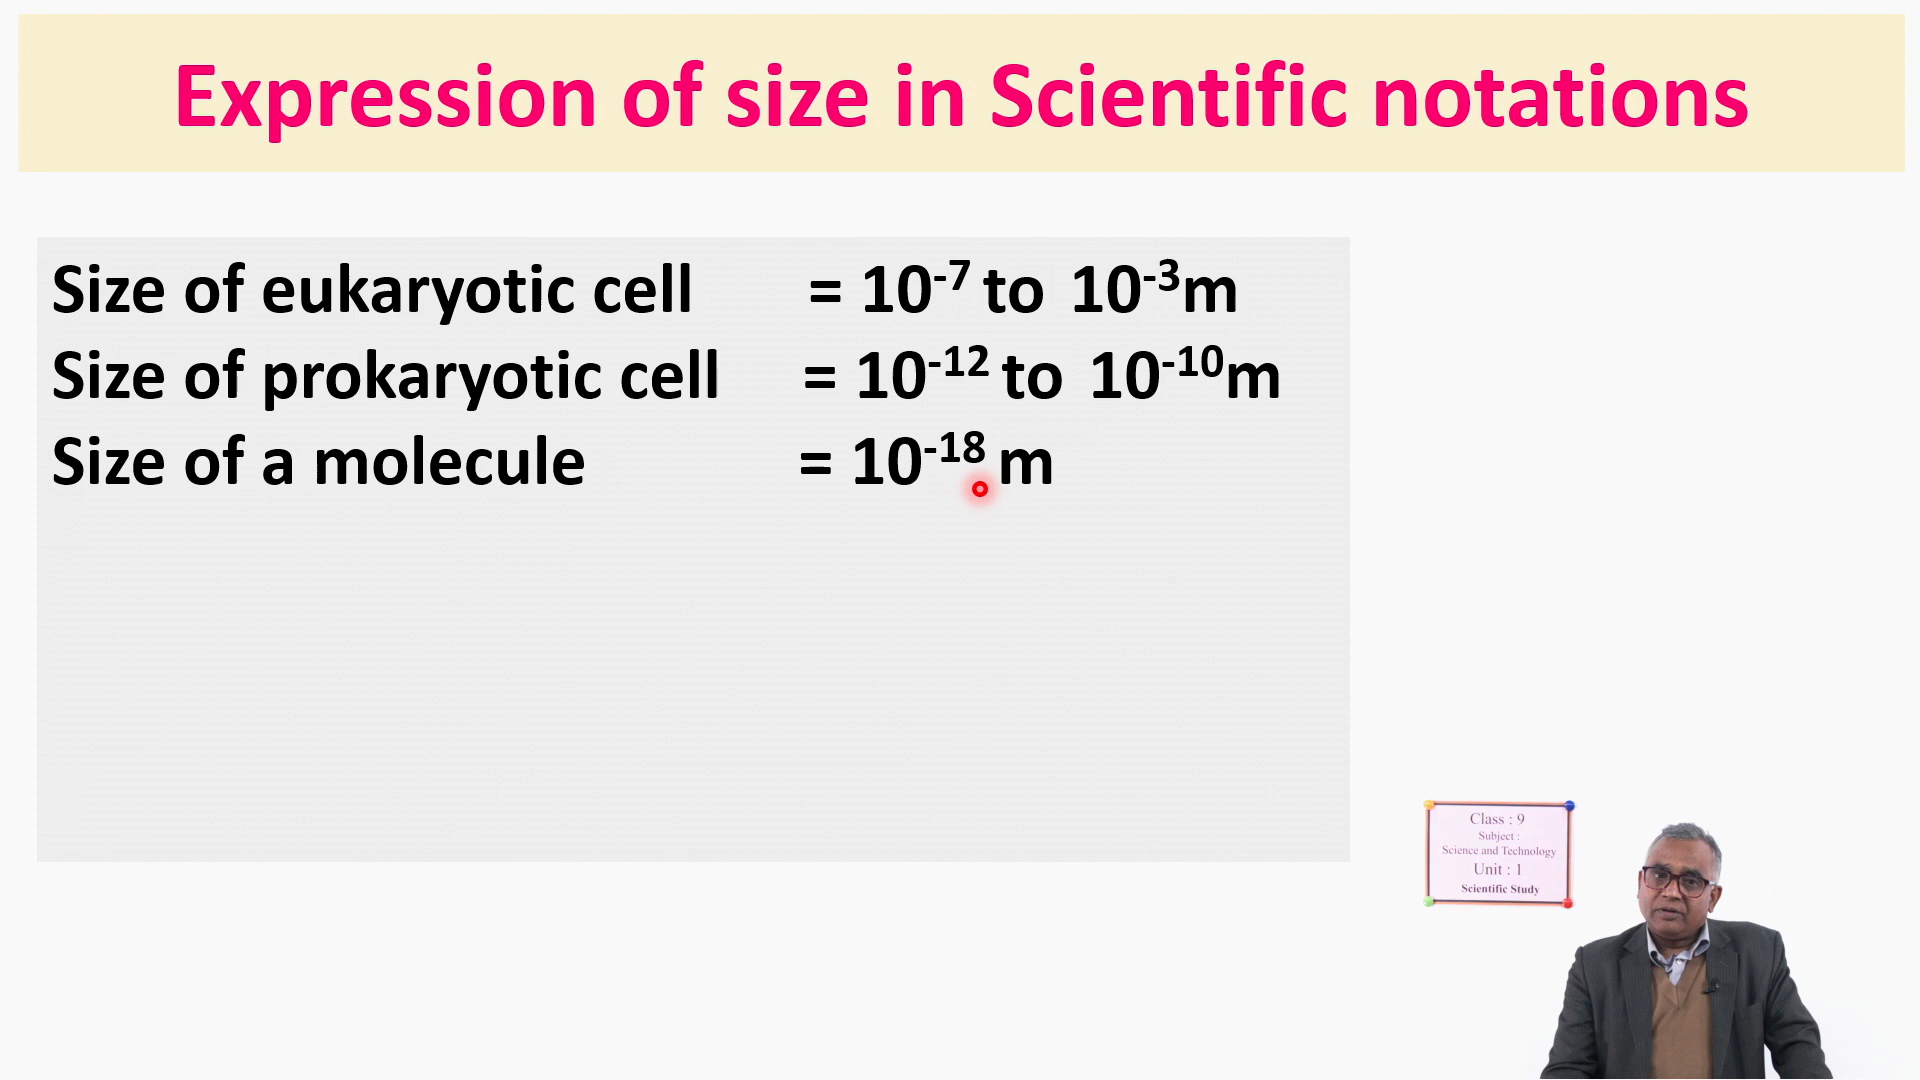 Expression of size in Scientific notations
Size of eukaryotic cell = 10⁻⁷ to 10⁻³m
Size of prokaryotic cell = 10⁻¹² to 10⁻¹⁰m
Size of a molecule = 10⁻¹⁸ m
Class : 9
Subject :
Science and Technology
Unit : 1
Scientific Study